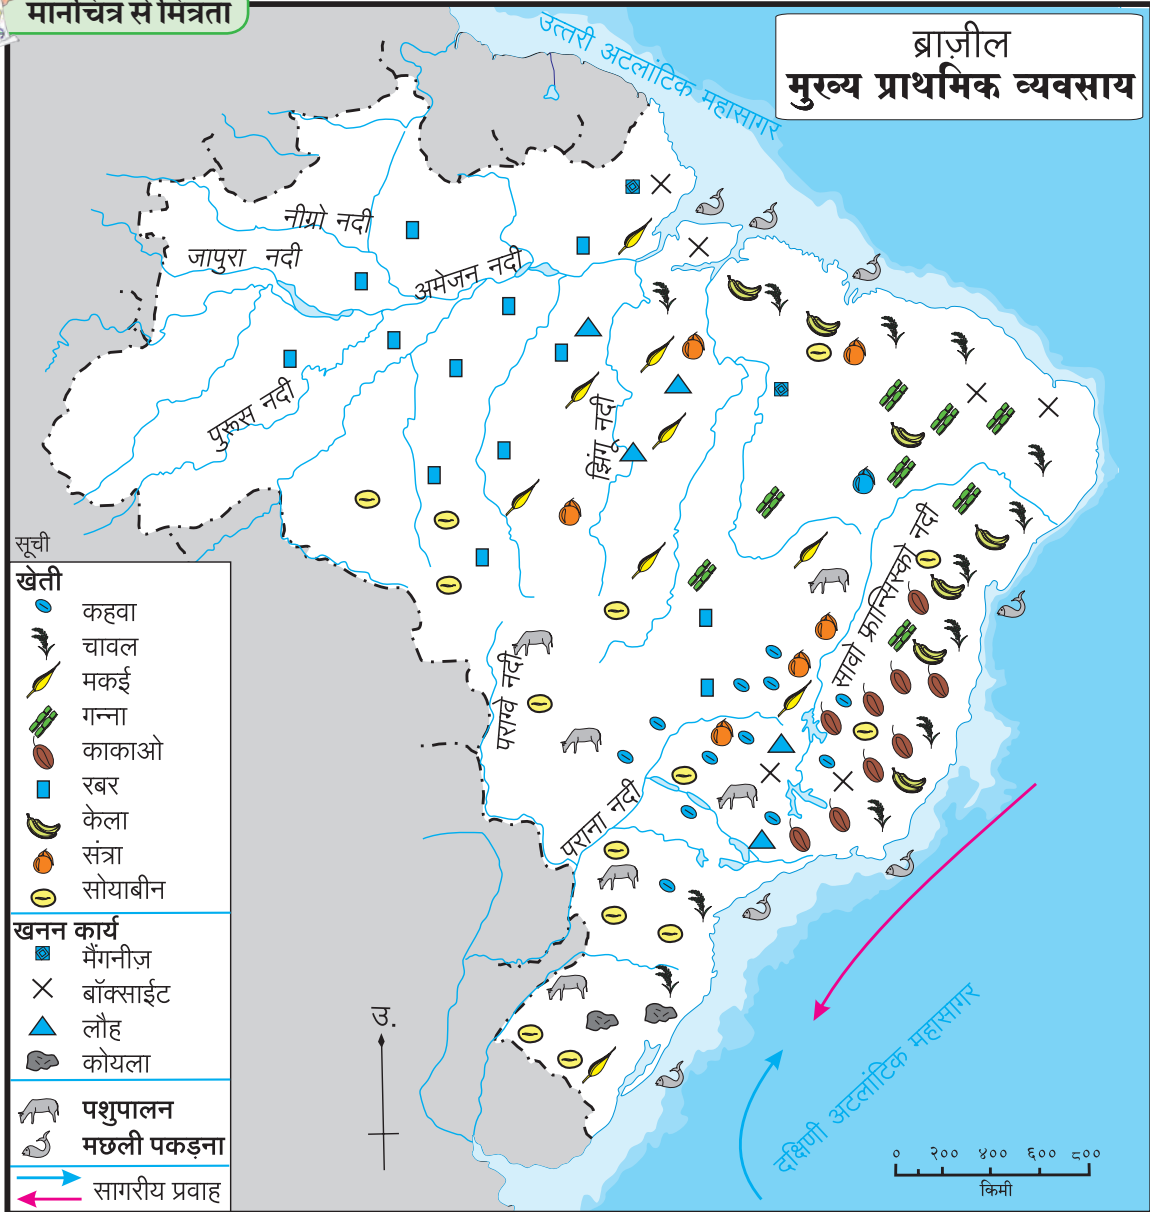 मानचित्र से मित्रता
ब्राज़ील
मुख्य प्राथमिक व्यवसाय
उत्तरी अटलांटिक महासागर
नीग्रो नदी
जापुरा नदी
अमेजन नदी
पुरूस नदी
झिंगू नदी
सावो फ्रान्सिस्को नदी
पराग्वे नदी
पराना नदी
सूची
खेती
कहवा
चावल
मकई
गन्ना
काकाओ
रबर
केला
संत्रा
सोयाबीन
खनन कार्य
मैंगनीज़
बॉक्साईट
लौह
कोयला
पशुपालन
मछली पकड़ना
सागरीय प्रवाह
उ.
दक्षिणी अटलांटिक महासागर
० २०० ४०० ६०० ८००
किमी